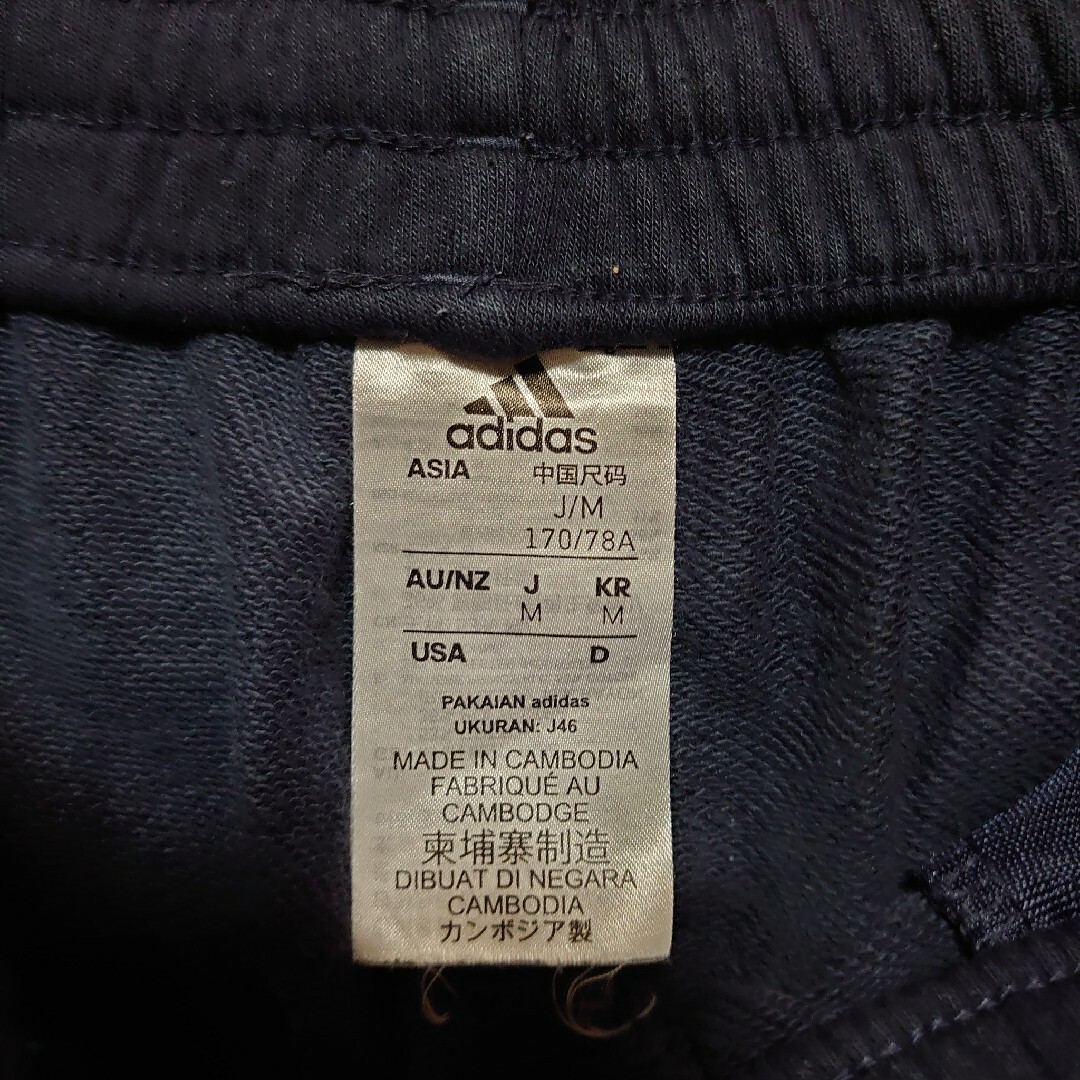 adidas
ASIA 中国尺码
J/M
170/78A
AU/NZ J KR
M M
USA D
PAKAIAN adidas
UKURAN: J46
MADE IN CAMBODIA
FABRIQUÉ AU
CAMBODGE
柬埔寨制造
DIBUAT DI NEGARA
CAMBODIA
カンボジア製